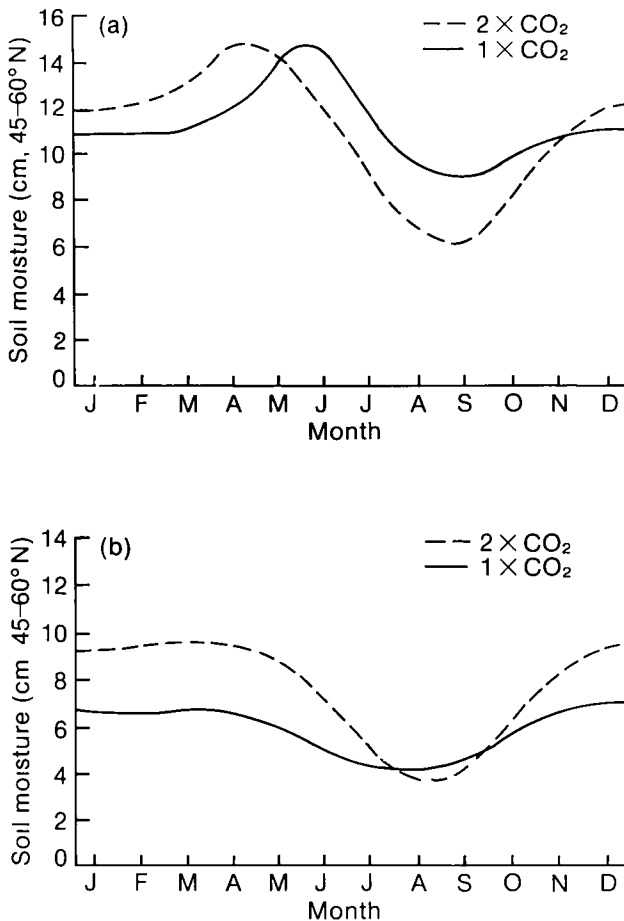 (a)
2 × CO₂
1 × CO₂
Soil moisture (cm, 45–60°N)
16
14
12
10
8
6
4
2
0
J F M A M J J A S O N D
Month
(b)
2 × CO₂
1 × CO₂
Soil moisture (cm 45–60°N)
14
12
10
8
6
4
2
0
J F M A M J J A S O N D
Month